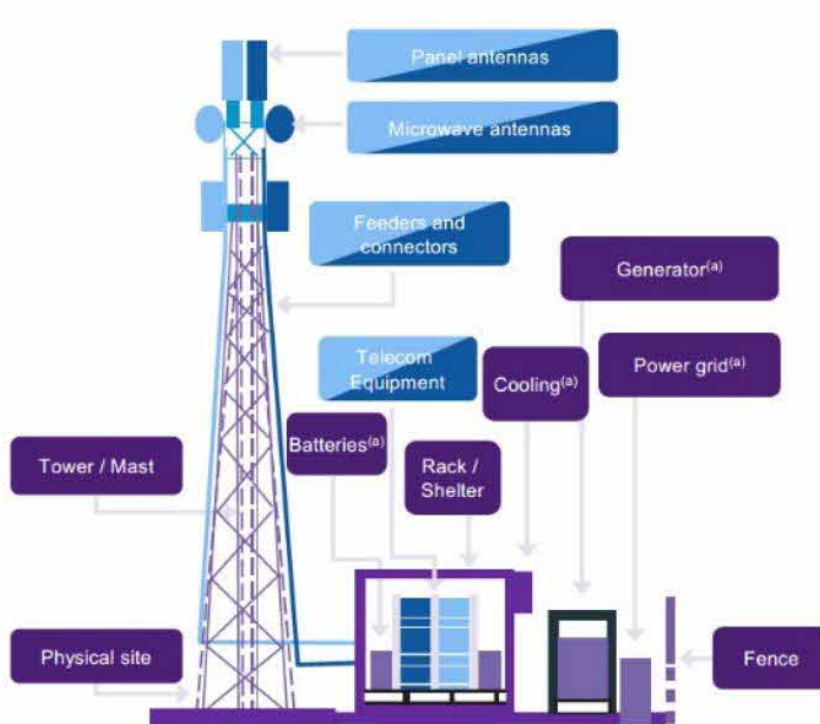 Panel antennas
Microwave antennas
Feeders and
connectors
Generator(a)
Telecom
Equipment
Cooling(a)
Power grid(a)
Batteries(a)
Rack /
Shelter
Tower / Mast
Physical site
Fence